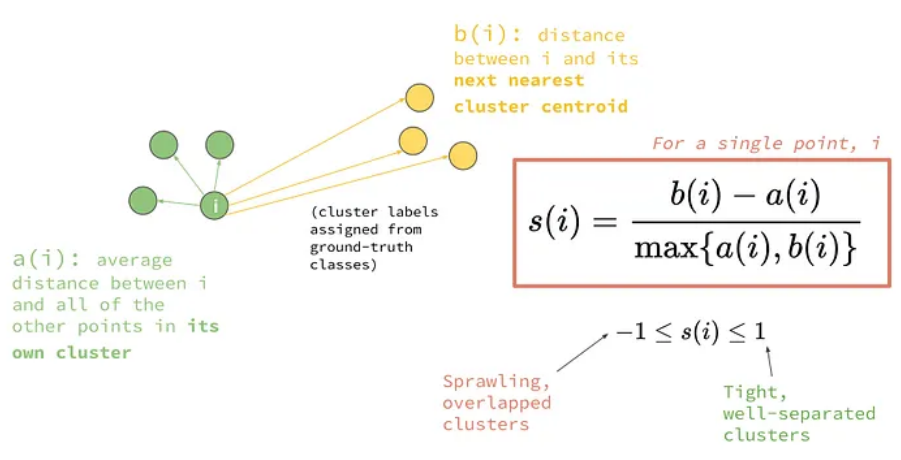 b(i): distance
between i and its
next nearest
cluster centroid
For a single point, i
i
(cluster labels
assigned from
ground-truth
classes)
s(i) = \frac{b(i) - a(i)}{\max\{a(i), b(i)\}}
a(i): average
distance between i
and all of the
other points in its
own cluster
−1 ≤ s(i) ≤ 1
Sprawling,
overlapped
clusters
Tight,
well-separated
clusters